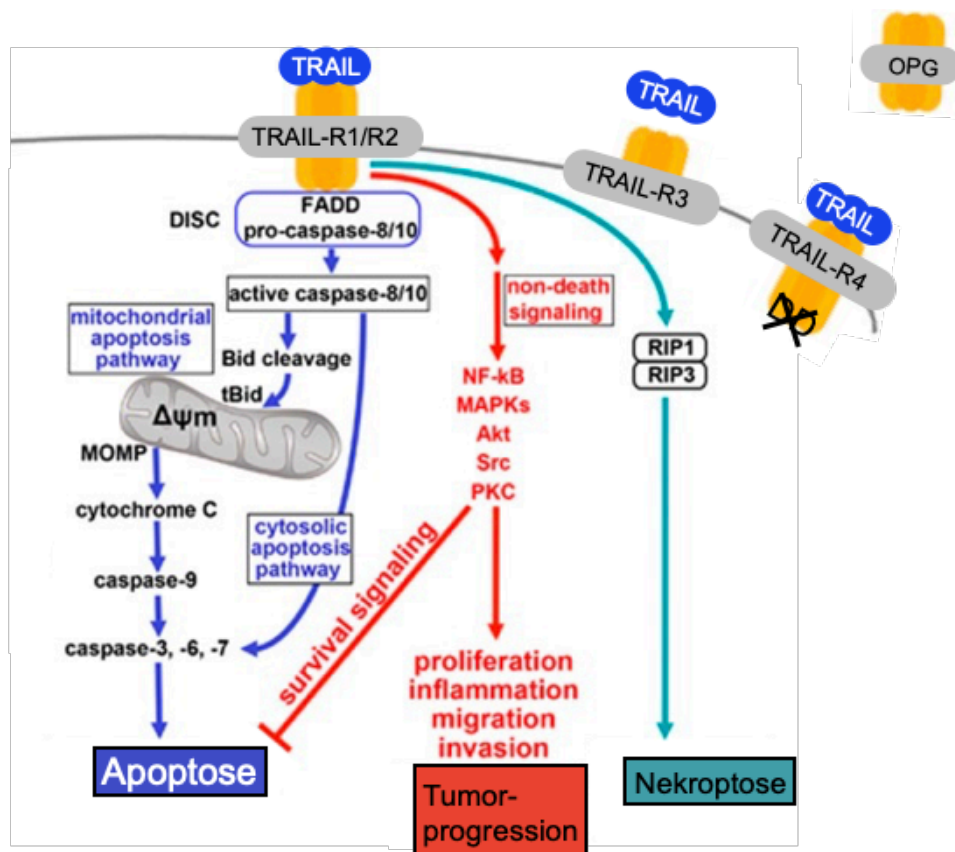 TRAIL
TRAIL-R1/R2
TRAIL
TRAIL-R3
TRAIL
TRAIL-R4
DD
OPG
DISC
FADD
pro-caspase-8/10
active caspase-8/10
mitochondrial
apoptosis
pathway
Bid cleavage
tBid
Δψm
MOMP
cytochrome C
caspase-9
caspase-3, -6, -7
cytosolic
apoptosis
pathway
Apoptose
non-death
signaling
NF-kB
MAPKs
Akt
Src
PKC
survival signaling
proliferation
inflammation
migration
invasion
Tumor-
progression
RIP1
RIP3
Nekroptose